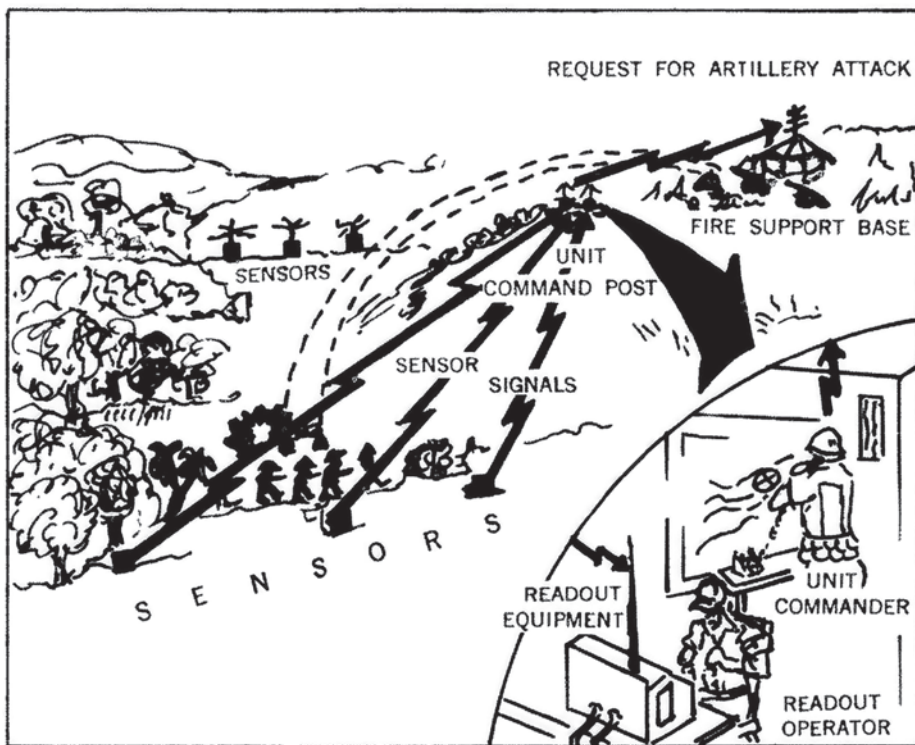 REQUEST FOR ARTILLERY ATTACK
FIRE SUPPORT BASE
SENSORS
UNIT
COMMAND POST
SENSOR
SIGNALS
SENSORS
READOUT
EQUIPMENT
UNIT
COMMANDER
READOUT
OPERATOR